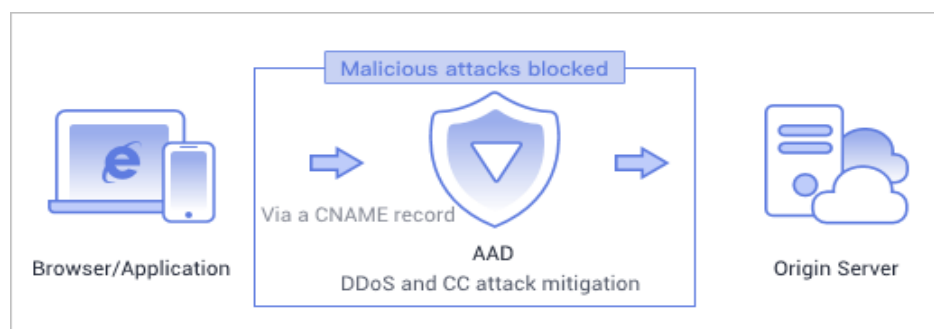 Malicious attacks blocked
Via a CNAME record
Browser/Application
AAD
DDoS and CC attack mitigation
Origin Server